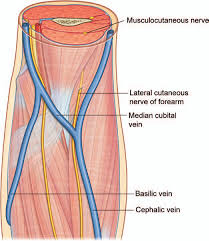 Musculocutaneous nerve
Lateral cutaneous
nerve of forearm
Median cubital
vein
Basilic vein
Cephalic vein